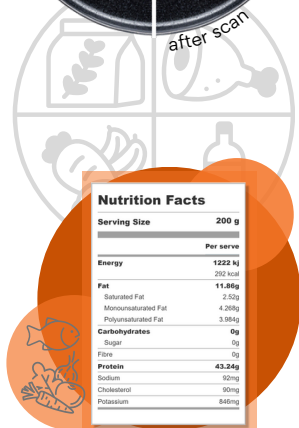 after scan
Nutrition Facts
Serving Size 200 g
Per serve
Energy 1222 kj
292 kcal
Fat 11.86g
Saturated Fat 2.52g
Monounsaturated Fat 4.268g
Polyunsaturated Fat 3.984g
Carbohydrates 0g
Sugar 0g
Fibre 0g
Protein 43.24g
Sodium 92mg
Cholesterol 90mg
Potassium 846mg